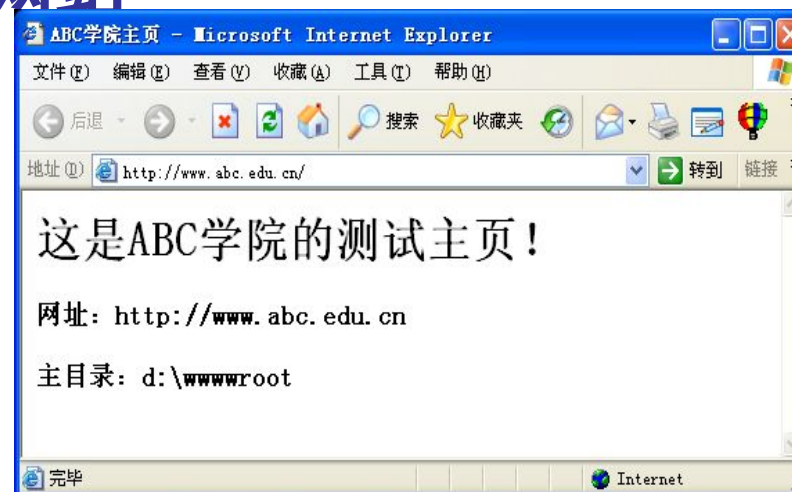 ABC学院主页 - Microsoft Internet Explorer
文件(F) 编辑(E) 查看(V) 收藏(A) 工具(T) 帮助(H)
后退 搜索 收藏夹
地址(D) http://www.abc.edu.cn/ 转到 链接
这是ABC学院的测试主页！
网址：http://www.abc.edu.cn
主目录：d:\wwwwroot
完毕 Internet